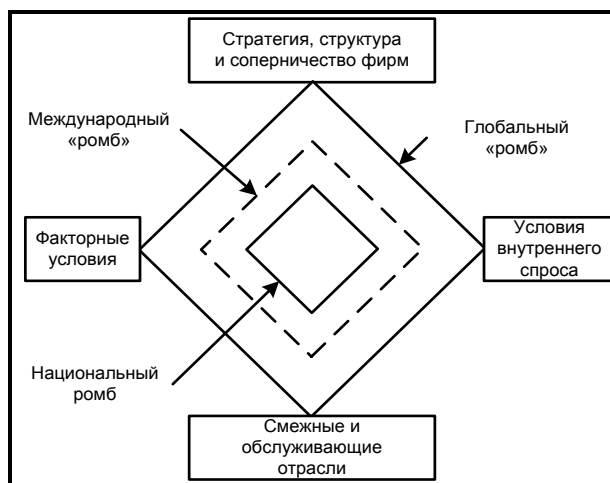 Стратегия, структура
и соперничество фирм
Международный
«ромб»
Глобальный
«ромб»
Факторные
условия
Условия
внутреннего
спроса
Национальный
ромб
Смежные и
обслуживающие
отрасли